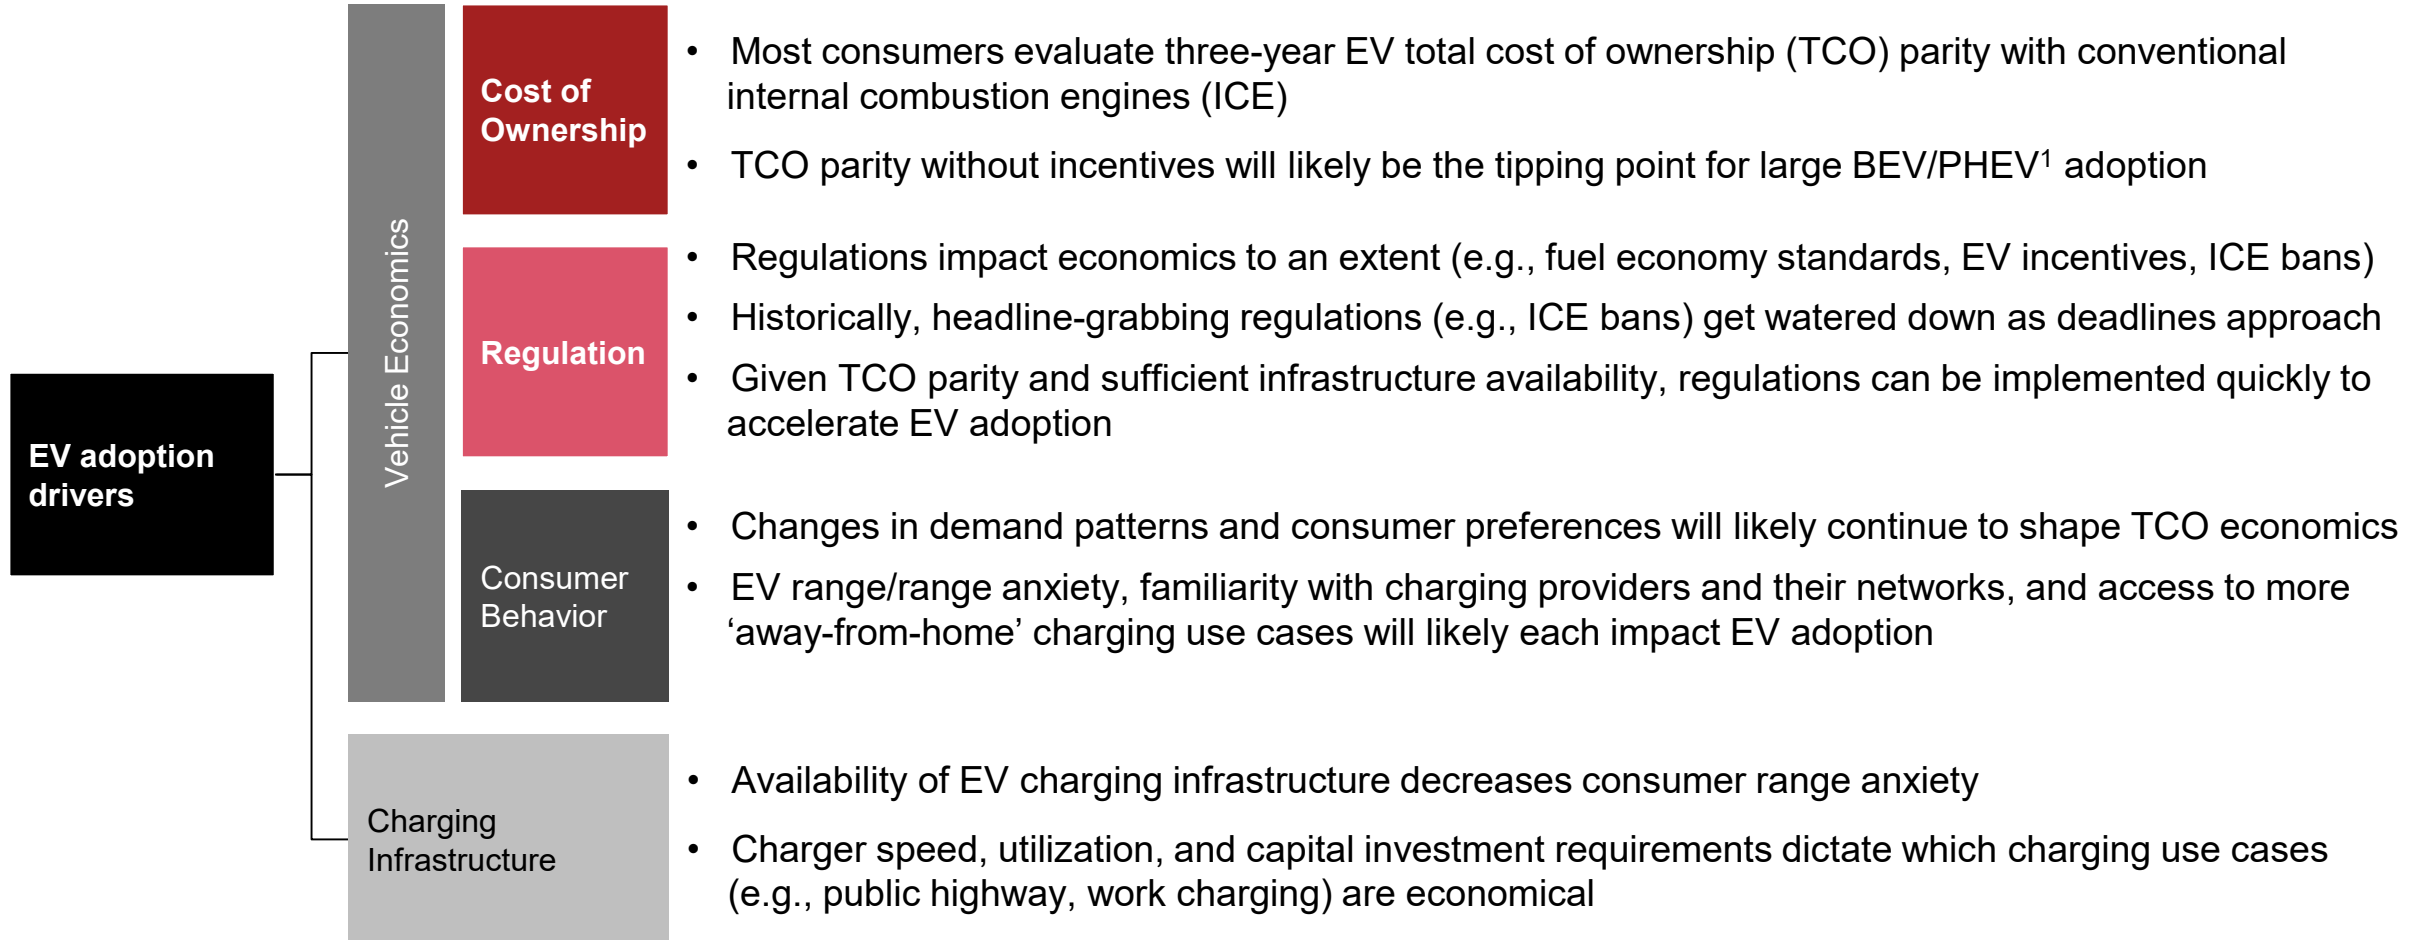 EV adoption
drivers
Vehicle Economics
Cost of
Ownership
• Most consumers evaluate three-year EV total cost of ownership (TCO) parity with conventional
internal combustion engines (ICE)
• TCO parity without incentives will likely be the tipping point for large BEV/PHEV¹ adoption
Regulation
• Regulations impact economics to an extent (e.g., fuel economy standards, EV incentives, ICE bans)
• Historically, headline-grabbing regulations (e.g., ICE bans) get watered down as deadlines approach
• Given TCO parity and sufficient infrastructure availability, regulations can be implemented quickly to
accelerate EV adoption
Consumer
Behavior
• Changes in demand patterns and consumer preferences will likely continue to shape TCO economics
• EV range/range anxiety, familiarity with charging providers and their networks, and access to more
‘away-from-home’ charging use cases will likely each impact EV adoption
Charging
Infrastructure
• Availability of EV charging infrastructure decreases consumer range anxiety
• Charger speed, utilization, and capital investment requirements dictate which charging use cases
(e.g., public highway, work charging) are economical